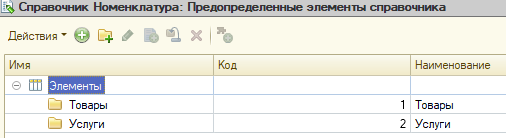 Справочник Номенклатура: Предопределенные элементы справочника
Действия
Имя Код Наименование
Элементы
Товары 1 Товары
Услуги 2 Услуги